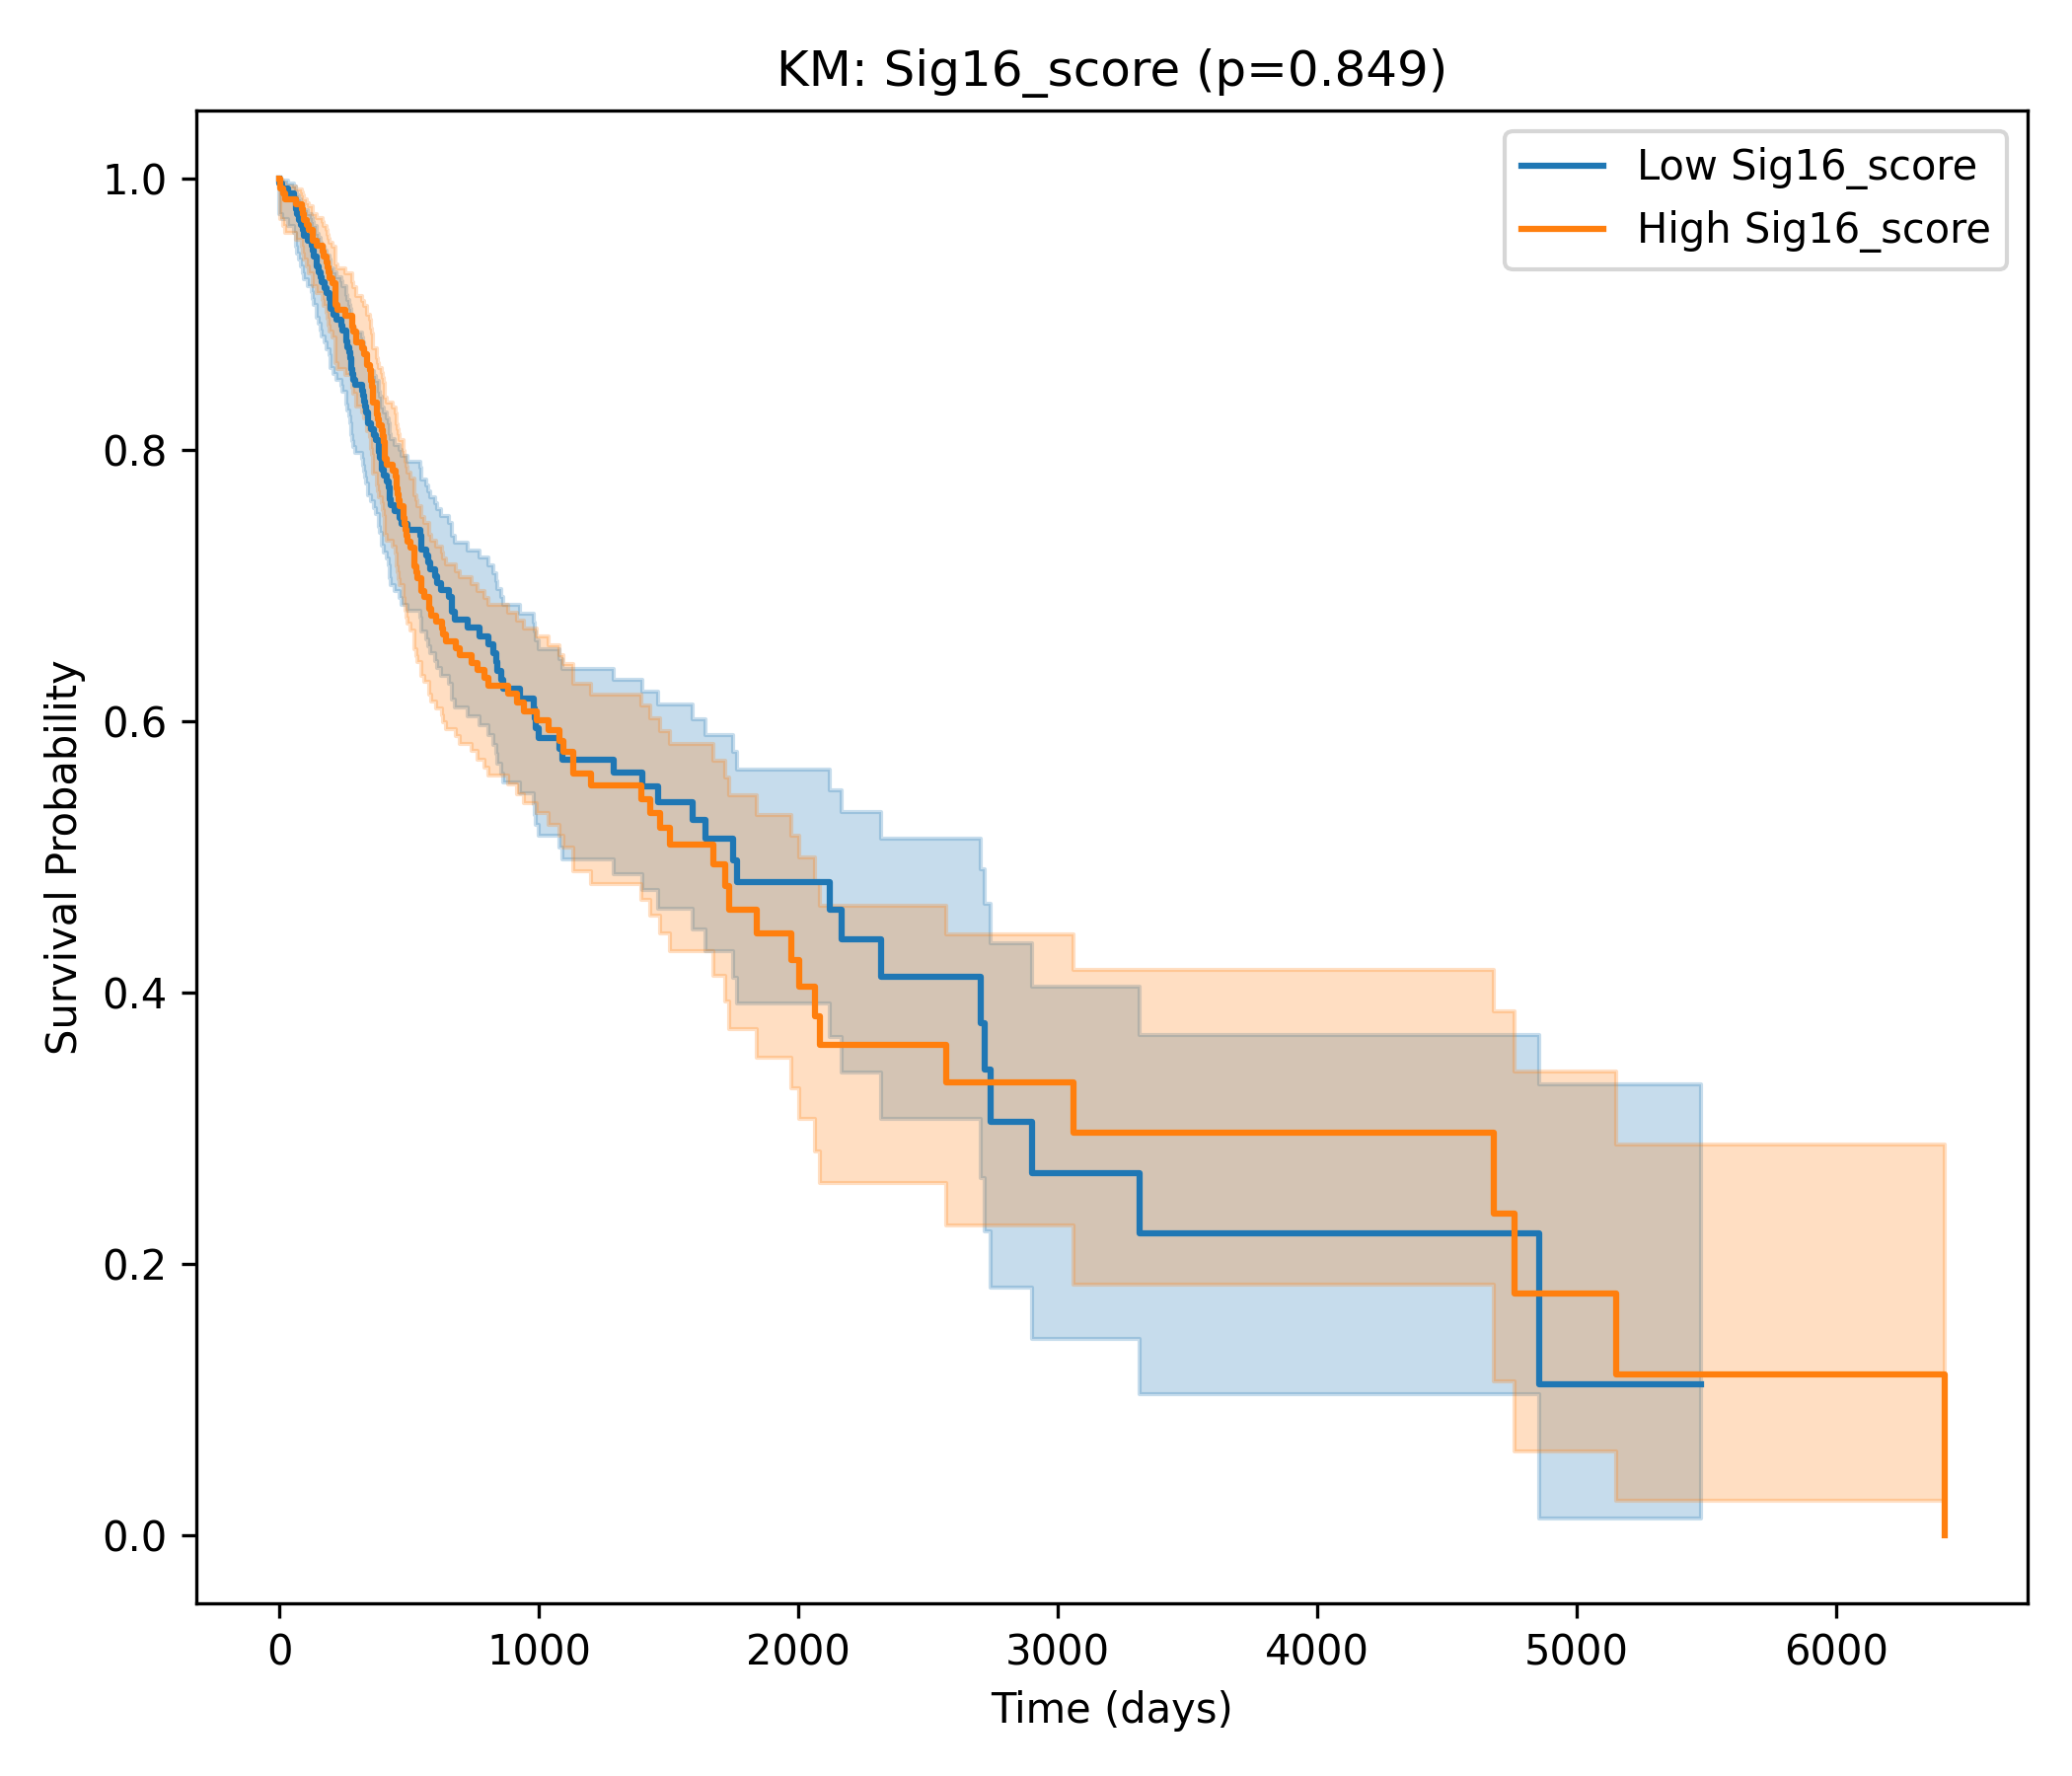 KM: Sig16_score (p=0.849)
Low Sig16_score
High Sig16_score
Survival Probability
1.0
0.8
0.6
0.4
0.2
0.0
0 1000 2000 3000 4000 5000 6000
Time (days)